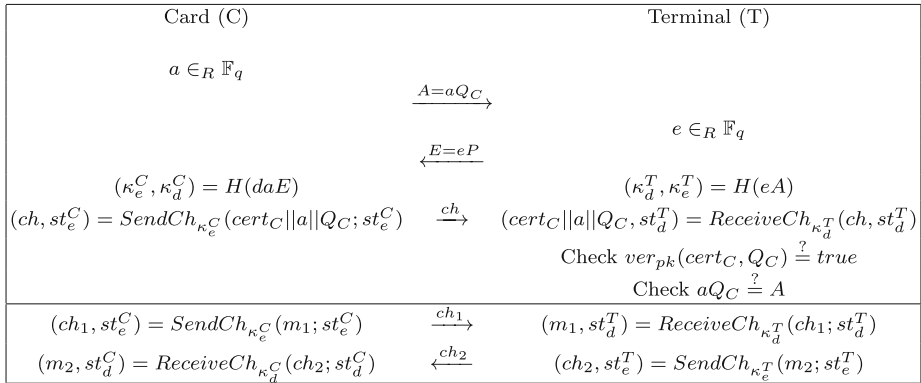 Card (C) Terminal (T)
a ∈_R 𝔽_q
A=aQ_C
e ∈_R 𝔽_q
E=eP
(κ_e^C, κ_d^C) = H(daE) (κ_d^T, κ_e^T) = H(eA)
(ch, st_e^C) = SendCh_{κ_e^C}(cert_C||a||Q_C; st_e^C) ch (cert_C||a||Q_C, st_d^T) = ReceiveCh_{κ_d^T}(ch, st_d^T)
Check ver_{pk}(cert_C, Q_C) ≟ true
Check aQ_C ≟ A
(ch_1, st_e^C) = SendCh_{κ_e^C}(m_1; st_e^C) ch_1 (m_1, st_d^T) = ReceiveCh_{κ_d^T}(ch_1; st_d^T)
(m_2, st_d^C) = ReceiveCh_{κ_d^C}(ch_2; st_d^C) ch_2 (ch_2, st_e^T) = SendCh_{κ_e^T}(m_2; st_e^T)